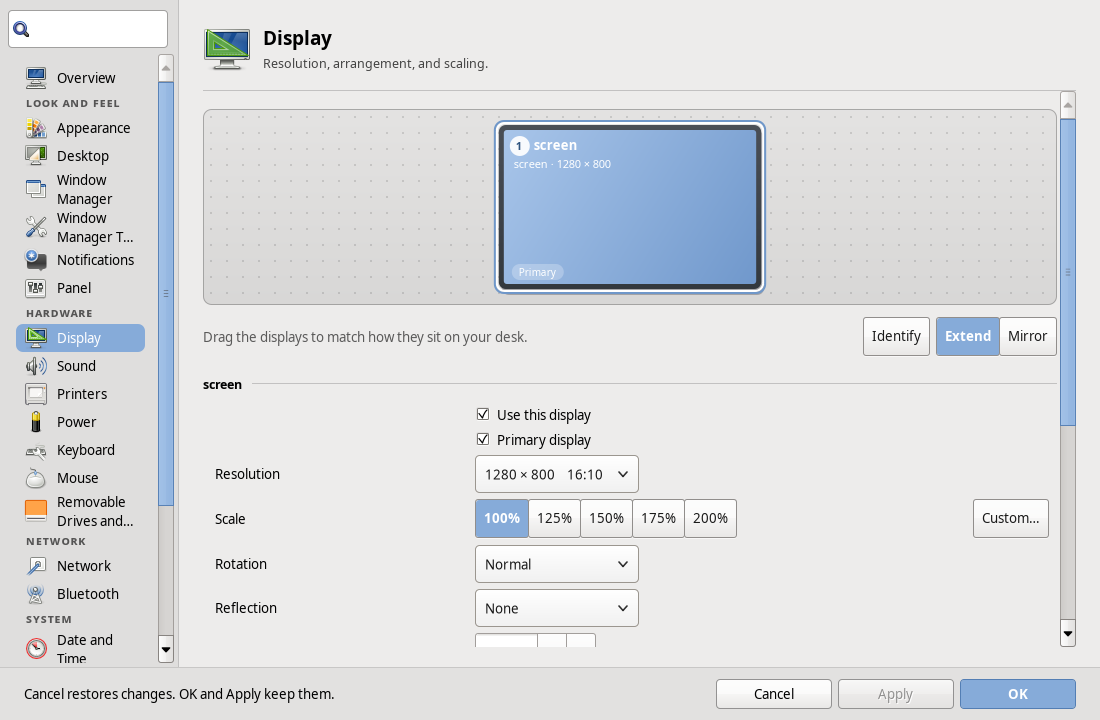 Overview
LOOK AND FEEL
Appearance
Desktop
Window
Manager
Window
Manager T...
Notifications
Panel
HARDWARE
Display
Sound
Printers
Power
Keyboard
Mouse
Removable
Drives and...
NETWORK
Network
Bluetooth
SYSTEM
Date and
Time
Display
Resolution, arrangement, and scaling.
1 screen
screen · 1280 × 800
Primary
Drag the displays to match how they sit on your desk.
Identify Extend Mirror
screen
Use this display
Primary display
Resolution 1280 × 800 16:10
Scale 100% 125% 150% 175% 200% Custom...
Rotation Normal
Reflection None
Cancel restores changes. OK and Apply keep them.
Cancel Apply OK